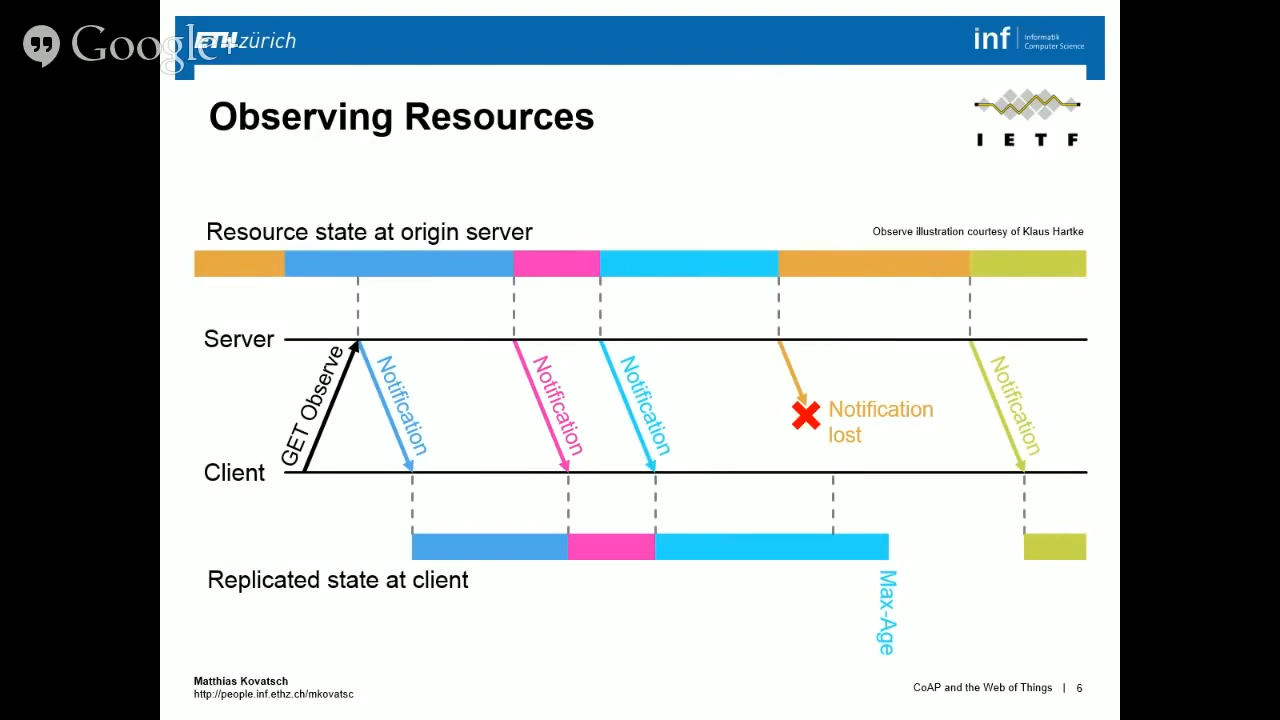 Google+
ETH zürich
inf
Informatik
Computer Science
Observing Resources
I E T F
Resource state at origin server
Observe illustration courtesy of Klaus Hartke
Server
GET Observe
Notification
Notification
Notification
Notification
lost
Notification
Client
Replicated state at client
Max-Age
Matthias Kovatsch
http://people.inf.ethz.ch/mkovatsc
CoAP and the Web of Things | 6